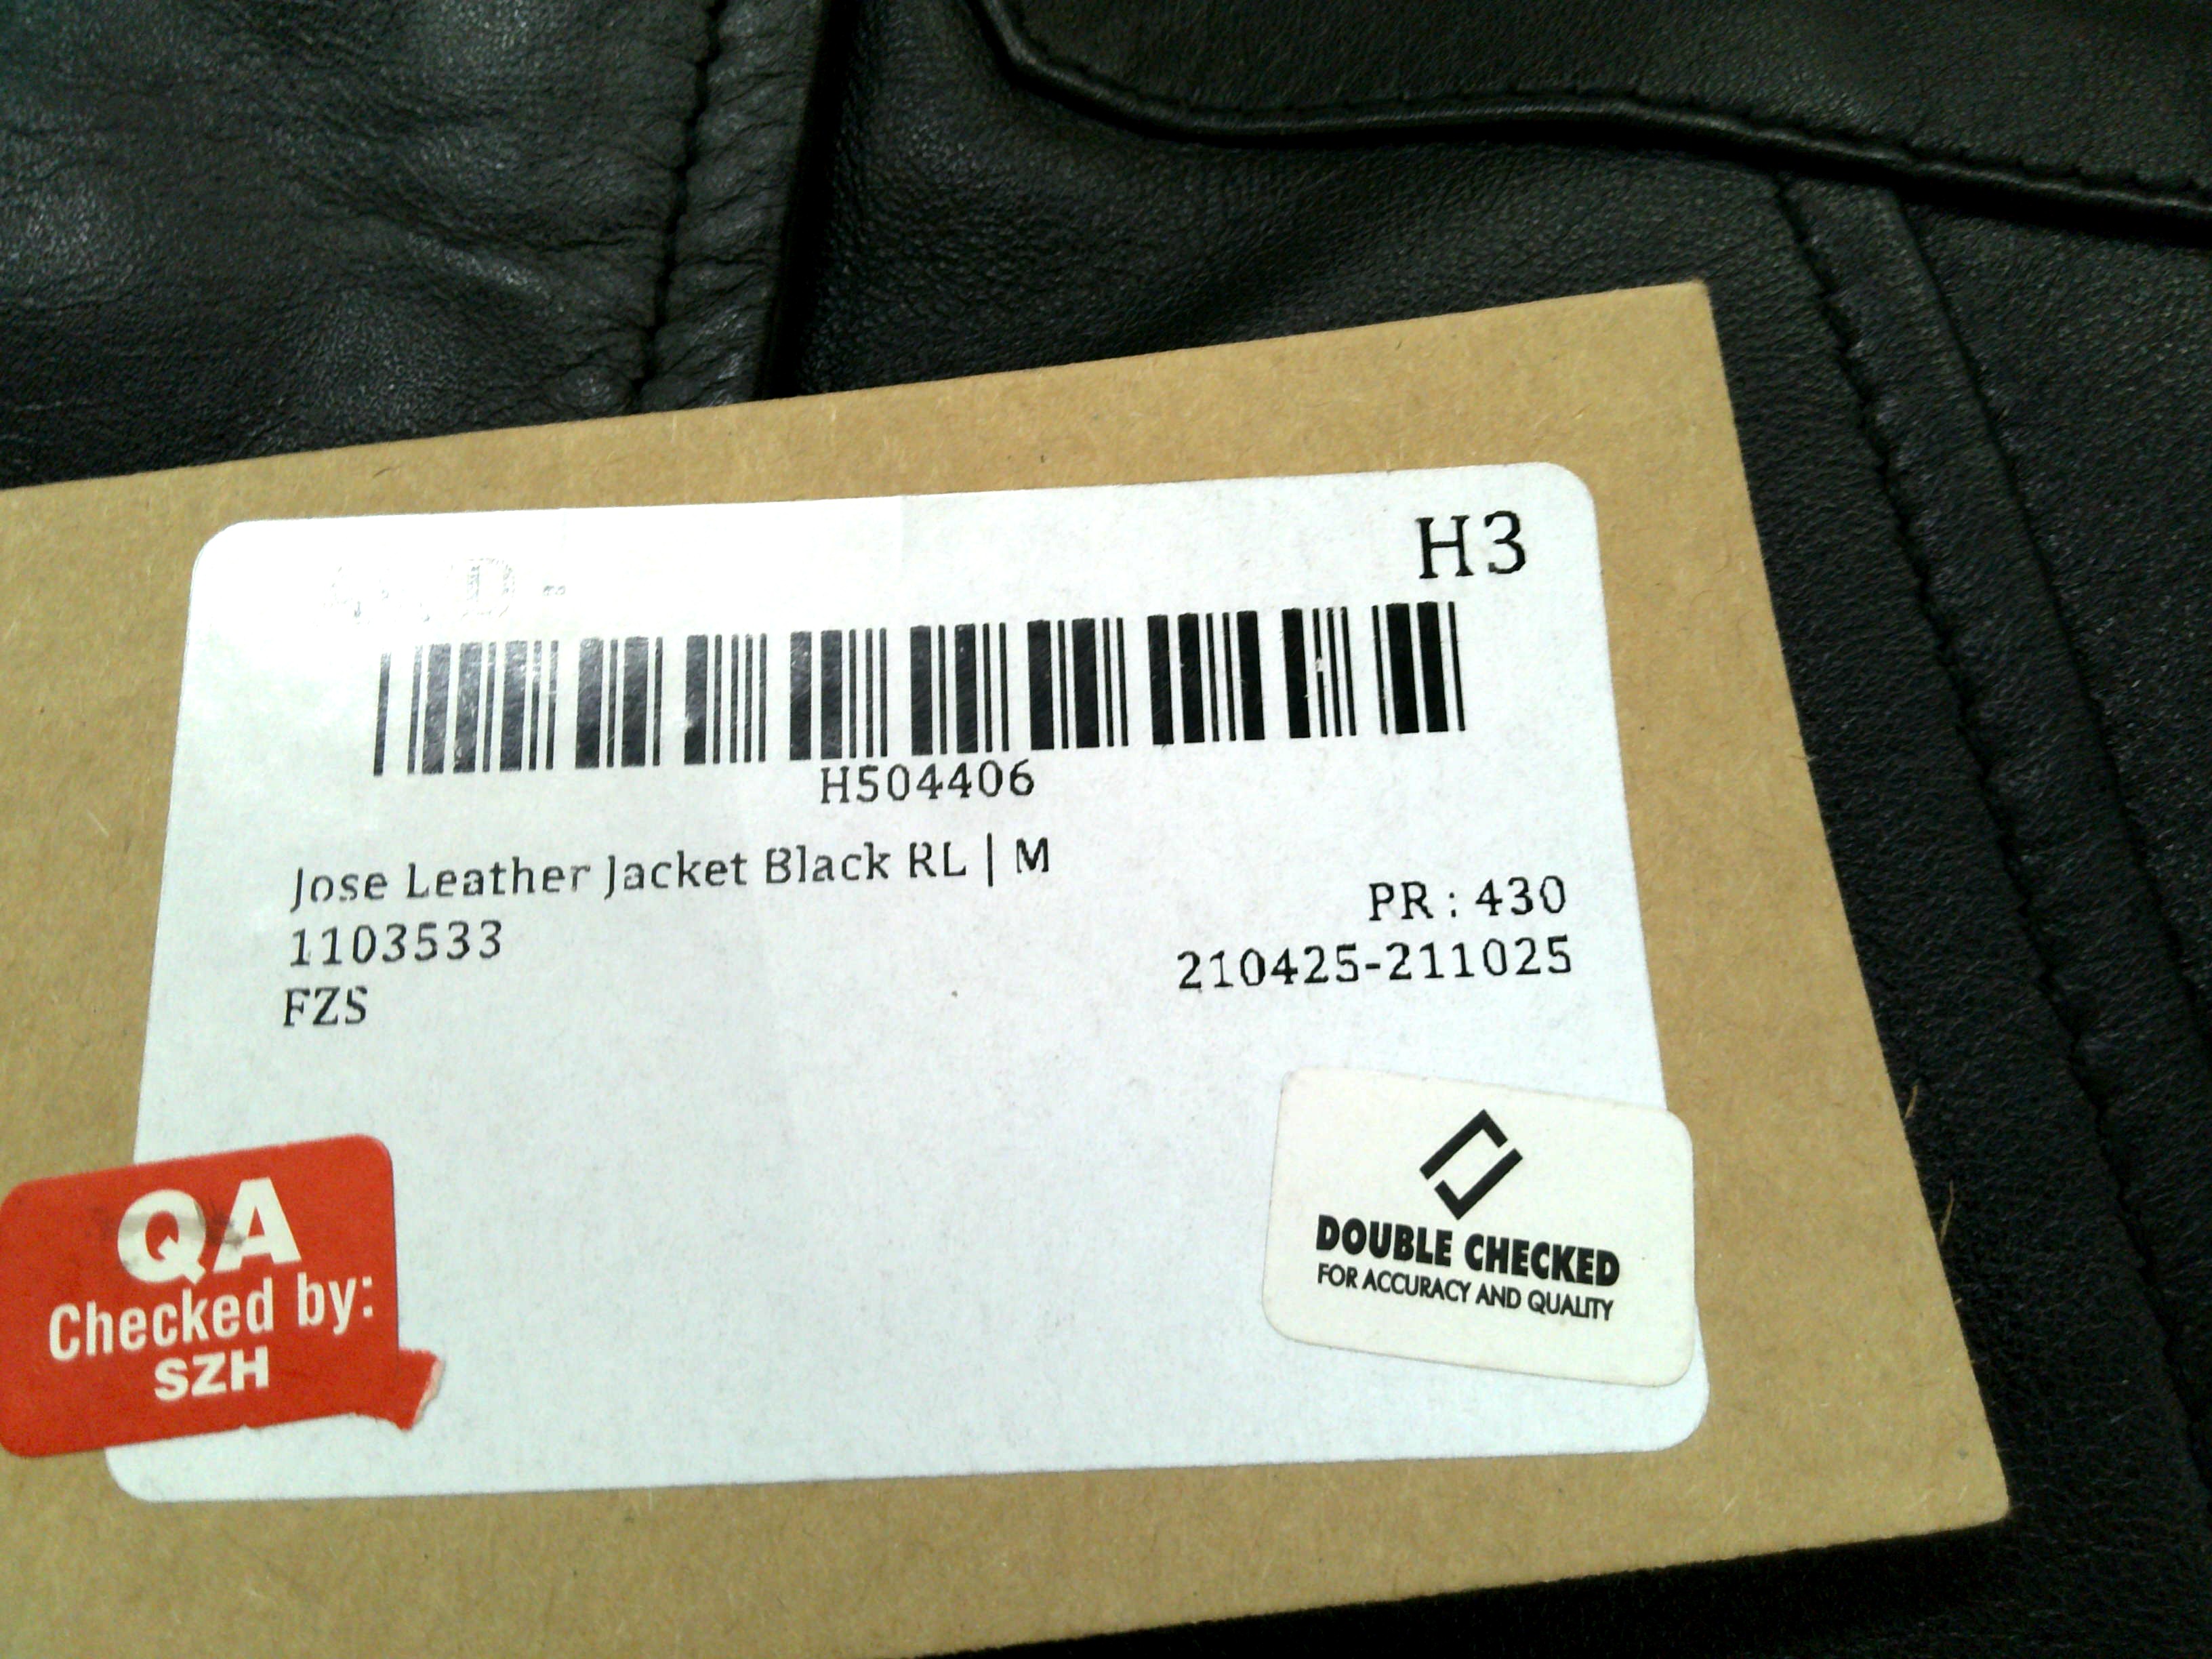 H3
H504406
Jose Leather Jacket Black RL | M
1103533
PR : 430
FZS
210425-211025
QA
Checked by:
SZH
DOUBLE CHECKED
FOR ACCURACY AND QUALITY